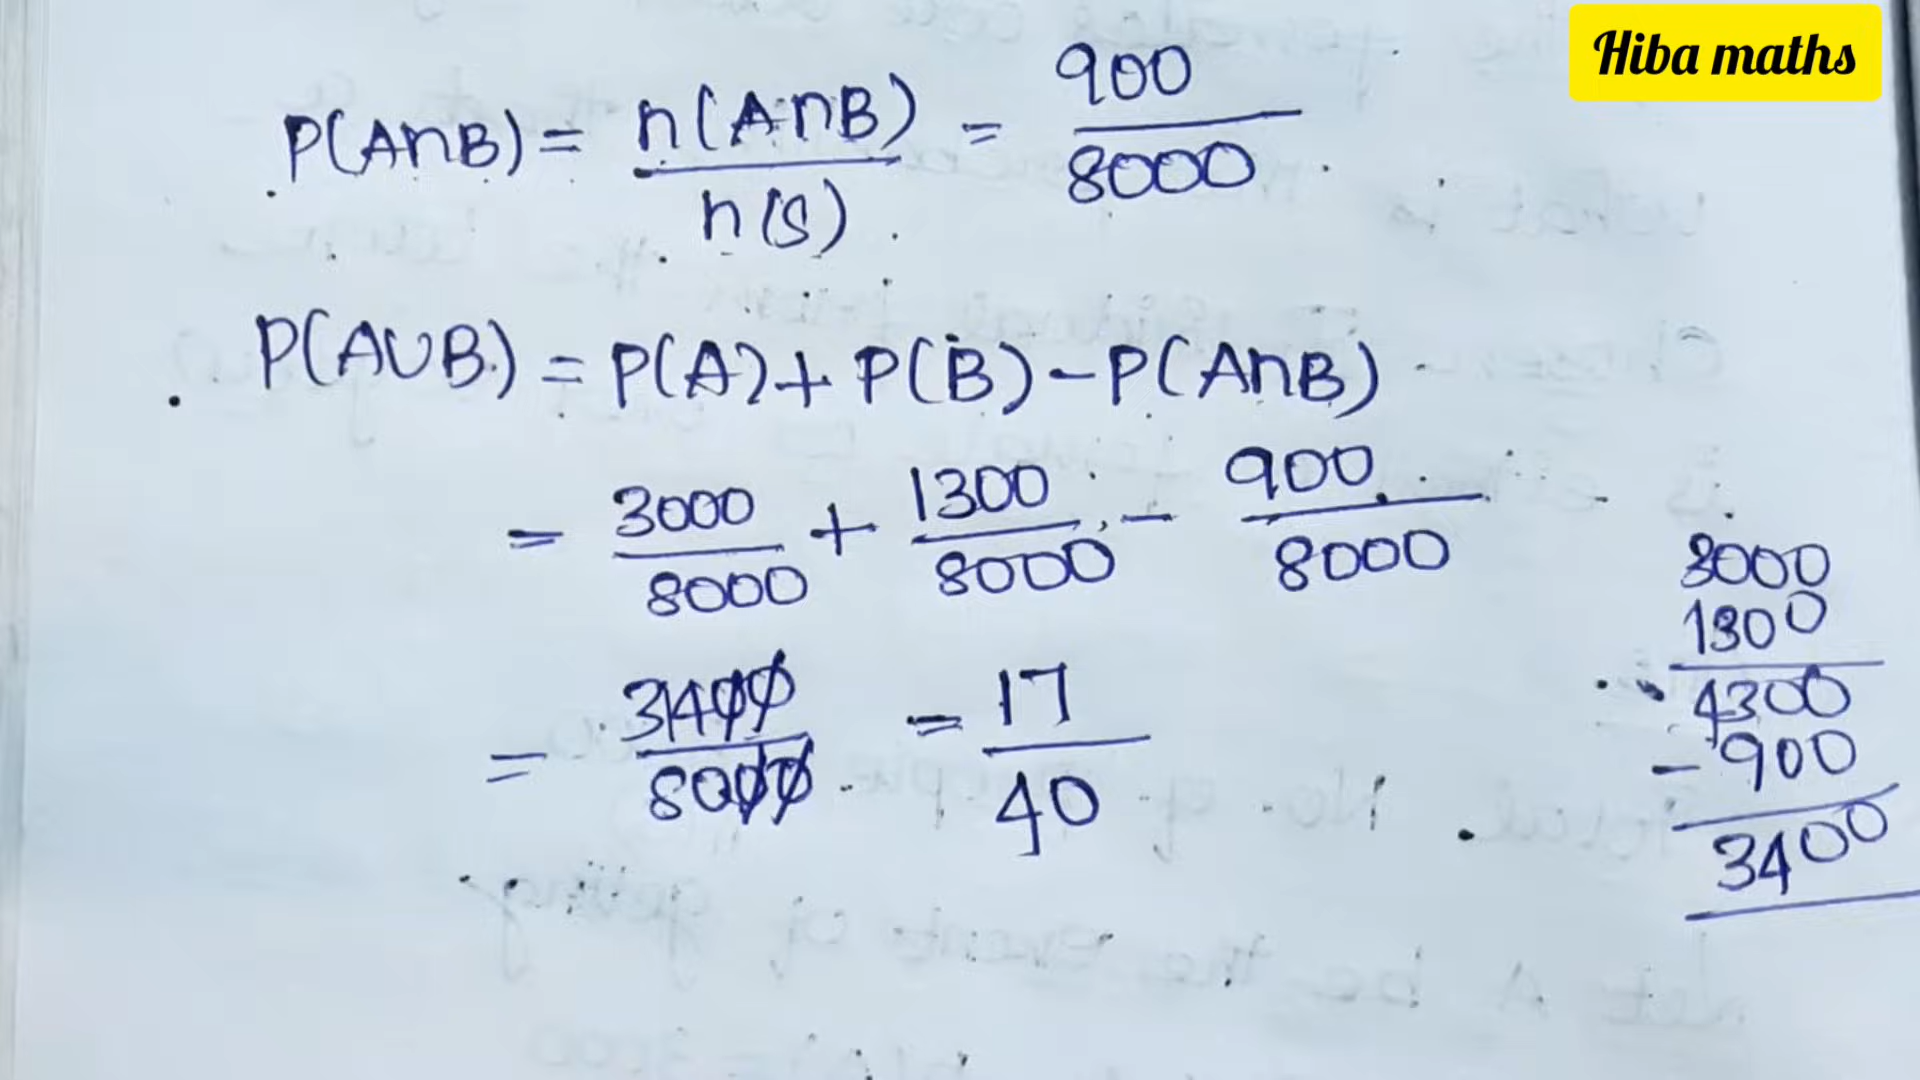 Hiba maths
P(A∩B) = n(A∩B) / n(S) = 900 / 8000
P(A∪B) = P(A) + P(B) - P(A∩B)
= 3000 / 8000 + 1300 / 8000 - 900 / 8000
= 3400 / 8000 = 17 / 40
3000
1300
4300
- 900
3400